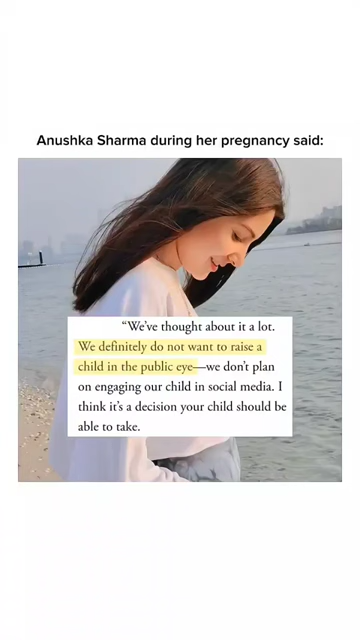 Anushka Sharma during her pregnancy said:
“We’ve thought about it a lot.
We definitely do not want to raise a
child in the public eye—we don’t plan
on engaging our child in social media. I
think it’s a decision your child should be
able to take.